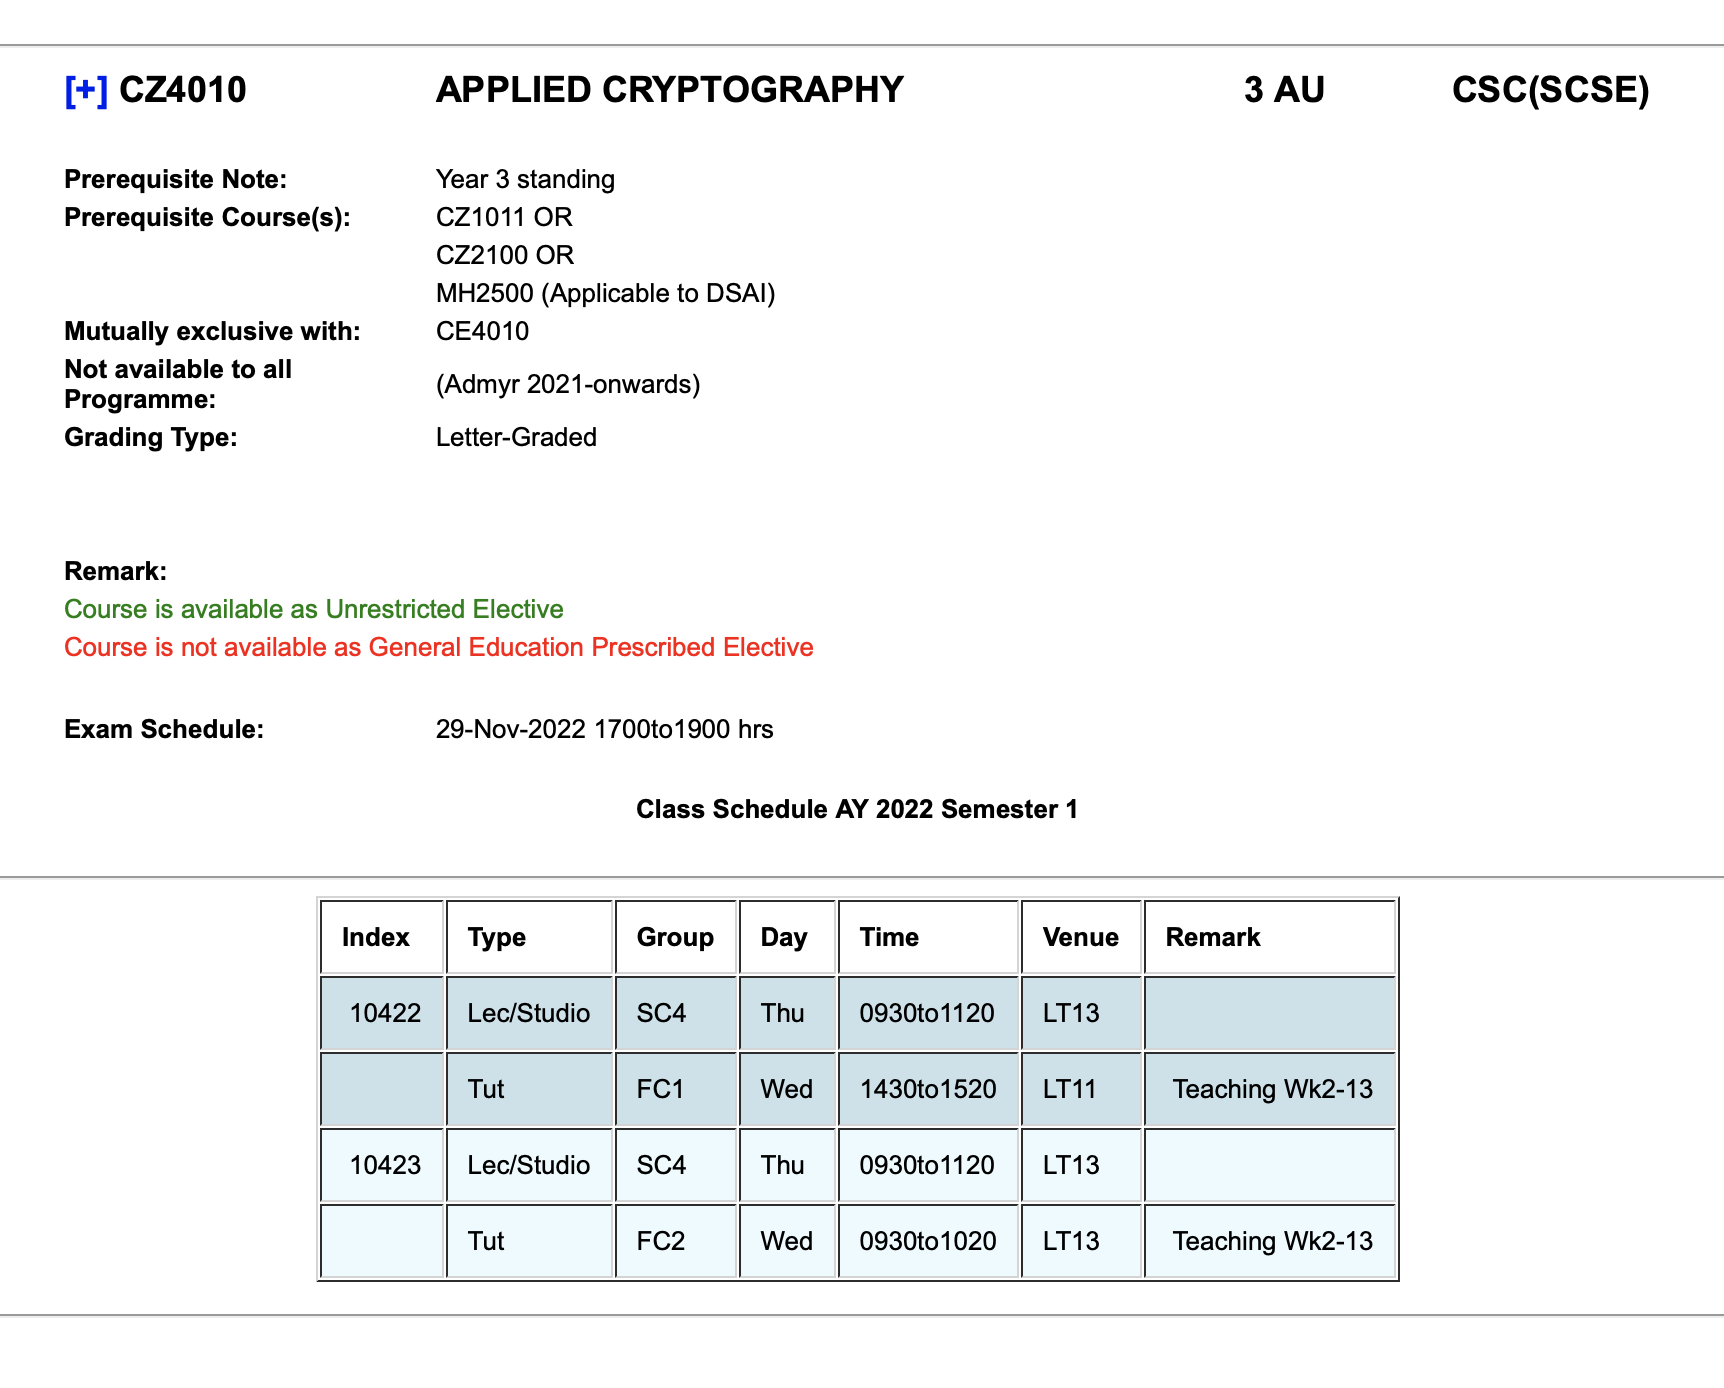 [+] CZ4010 APPLIED CRYPTOGRAPHY 3 AU CSC(SCSE)
Prerequisite Note: Year 3 standing
Prerequisite Course(s): CZ1011 OR
CZ2100 OR
MH2500 (Applicable to DSAI)
Mutually exclusive with: CE4010
Not available to all
Programme: (Admyr 2021-onwards)
Grading Type: Letter-Graded
Remark:
Course is available as Unrestricted Elective
Course is not available as General Education Prescribed Elective
Exam Schedule: 29-Nov-2022 1700to1900 hrs
Class Schedule AY 2022 Semester 1
Index Type Group Day Time Venue Remark
10422 Lec/Studio SC4 Thu 0930to1120 LT13
Tut FC1 Wed 1430to1520 LT11 Teaching Wk2-13
10423 Lec/Studio SC4 Thu 0930to1120 LT13
Tut FC2 Wed 0930to1020 LT13 Teaching Wk2-13